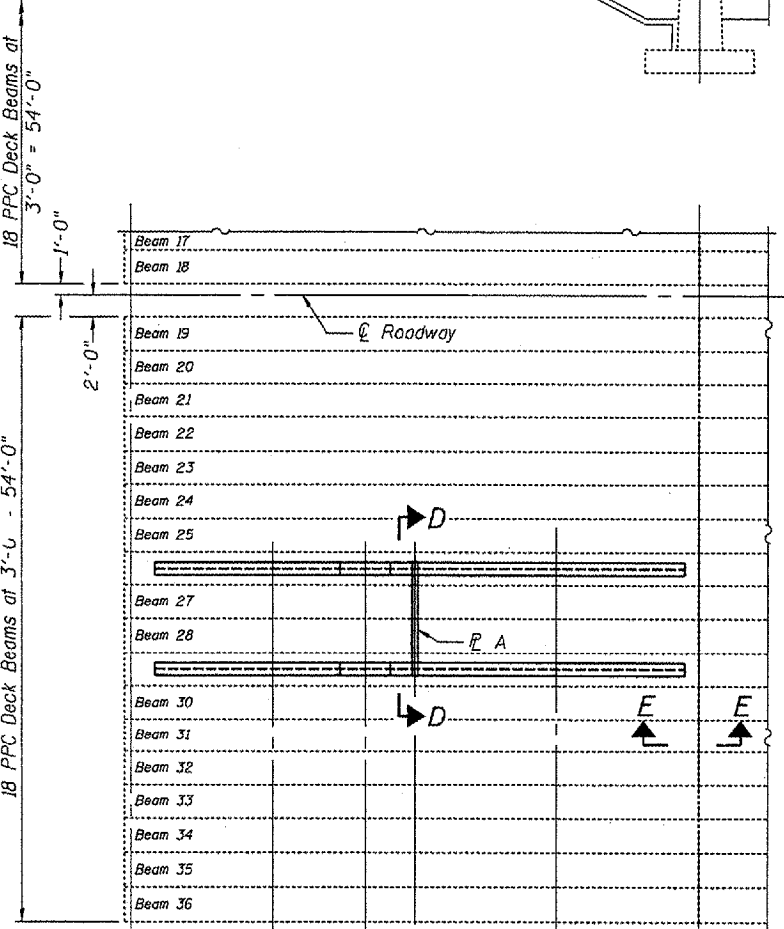 18 PPC Deck Beams at
3'-0" = 54'-0"
1'-0"
2'-0"
18 PPC Deck Beams at 3'-0 - 54'-0"
Beam 17
Beam 18
℄ Roadway
Beam 19
Beam 20
Beam 21
Beam 22
Beam 23
Beam 24
D
Beam 25
Beam 27
Beam 28
℄ A
Beam 30
D
E E
Beam 31
Beam 32
Beam 33
Beam 34
Beam 35
Beam 36